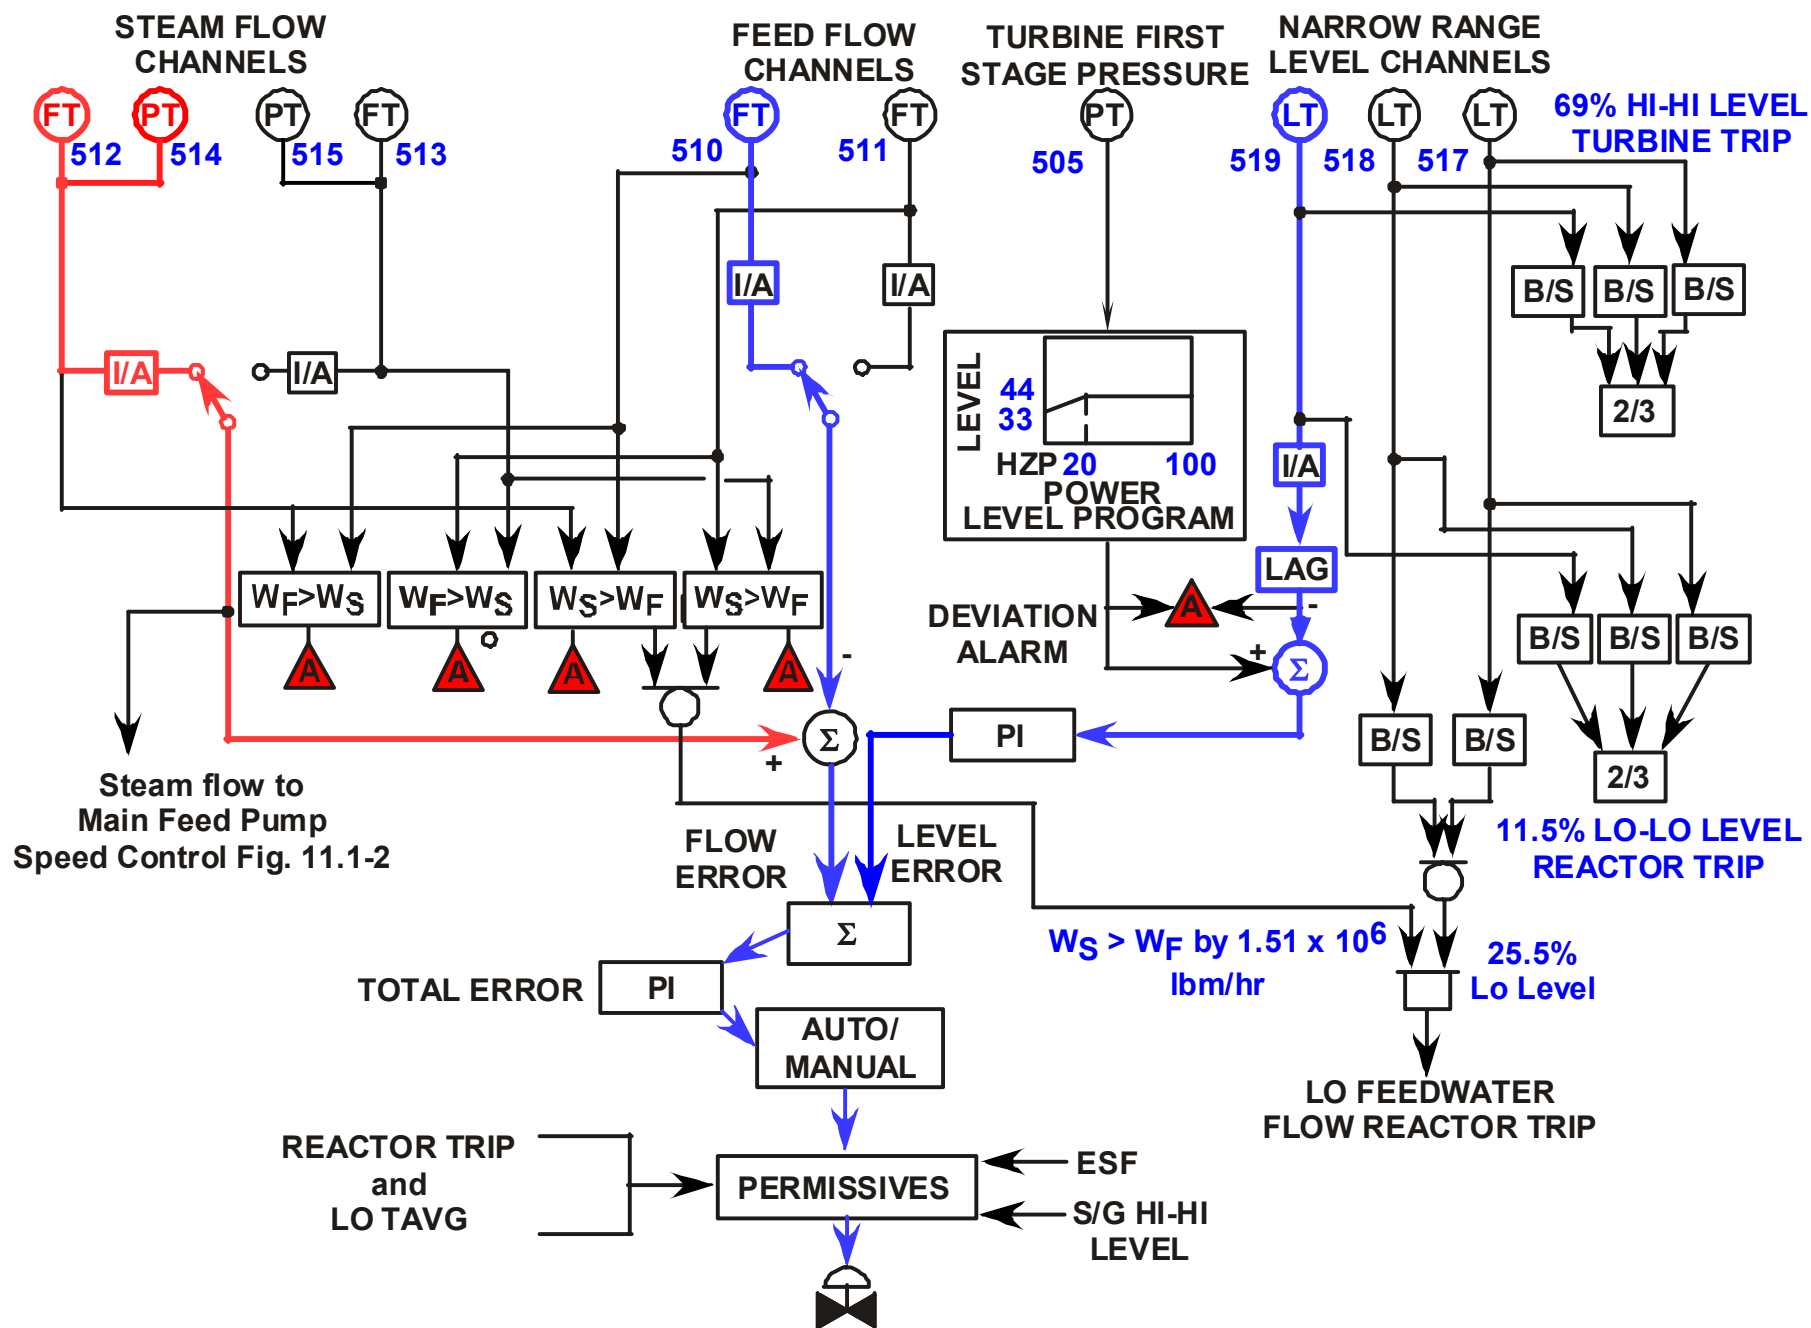 STEAM FLOW
CHANNELS
FEED FLOW
CHANNELS
TURBINE FIRST
STAGE PRESSURE
NARROW RANGE
LEVEL CHANNELS
FT
PT
PT
FT
FT
FT
PT
LT
LT
LT
69% HI-HI LEVEL
TURBINE TRIP
512
514
515
513
510
511
505
519
518
517
I/A
I/A
B/S
B/S
B/S
I/A
I/A
2/3
LEVEL
44
33
HZP 20
100
POWER
LEVEL PROGRAM
I/A
LAG
WF>WS
WF>WS
WS>WF
WS>WF
A
A
A
A
DEVIATION
ALARM
A
-
+
Σ
B/S
B/S
B/S
-
+
Σ
PI
B/S
B/S
2/3
Steam flow to
Main Feed Pump
Speed Control Fig. 11.1-2
FLOW
ERROR
LEVEL
ERROR
11.5% LO-LO LEVEL
REACTOR TRIP
Σ
WS > WF by 1.51 x 106
lbm/hr
25.5%
Lo Level
TOTAL ERROR
PI
AUTO/
MANUAL
LO FEEDWATER
FLOW REACTOR TRIP
REACTOR TRIP
and
LO TAVG
PERMISSIVES
ESF
S/G HI-HI
LEVEL